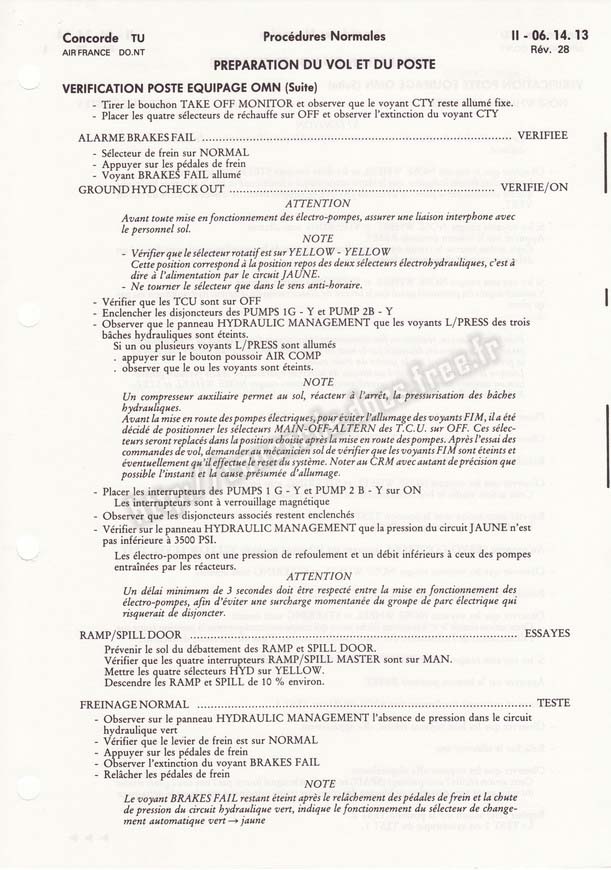 Concorde TU Procédures Normales II - 06. 14. 13
AIR FRANCE DO.NT Rév. 28
PREPARATION DU VOL ET DU POSTE
VERIFICATION POSTE EQUIPAGE OMN (Suite)
- Tirer le bouchon TAKE OFF MONITOR et observer que le voyant CTY reste allumé fixe.
- Placer les quatre sélecteurs de réchauffe sur OFF et observer l'extinction du voyant CTY
ALARME BRAKES FAIL ........ VERIFIEE
- Sélecteur de frein sur NORMAL
- Appuyer sur les pédales de frein
- Voyant BRAKES FAIL allumé
GROUND HYD CHECK OUT ........ VERIFIE/ON
ATTENTION
Avant toute mise en fonctionnement des électro-pompes, assurer une liaison interphone avec
le personnel sol.
NOTE
- Vérifier que le sélecteur rotatif est sur YELLOW - YELLOW
Cette position correspond à la position repos des deux sélecteurs électrohydrauliques, c'est à
dire à l'alimentation par le circuit JAUNE.
- Ne tourner le sélecteur que dans le sens anti-horaire.
- Vérifier que les TCU sont sur OFF
- Enclencher les disjoncteurs des PUMPS 1G - Y et PUMP 2B - Y
- Observer que le panneau HYDRAULIC MANAGEMENT que les voyants L/PRESS des trois
bâches hydrauliques sont éteints.
Si un ou plusieurs voyants L/PRESS sont allumés
. appuyer sur le bouton poussoir AIR COMP
. observer que le ou les voyants sont éteints.
NOTE
Un compresseur auxiliaire permet au sol, réacteur à l'arrêt, la pressurisation des bâches
hydrauliques.
Avant la mise en route des pompes électriques, pour éviter l'allumage des voyants FIM, il a été
décidé de positionner les sélecteurs MAIN-OFF-ALTERN des T.C.U. sur OFF. Ces sélec-
teurs seront replacés dans la position choisie après la mise en route des pompes. Après l'essai des
commandes de vol, demander au mécanicien sol de vérifier que les voyants FIM sont éteints et
éventuellement qu'il effectue le reset du système. Noter au CRM avec autant de précision que
possible l'instant et la cause présumée d'allumage.
- Placer les interrupteurs des PUMPS 1 G - Y et PUMP 2 B - Y sur ON
Les interrupteurs sont à verrouillage magnétique
- Observer que les disjoncteurs associés restent enclenchés
- Vérifier sur le panneau HYDRAULIC MANAGEMENT que la pression du circuit JAUNE n'est
pas inférieure à 3500 PSI.
Les électro-pompes ont une pression de refoulement et un débit inférieurs à ceux des pompes
entraînées par les réacteurs.
ATTENTION
Un délai minimum de 3 secondes doit être respecté entre la mise en fonctionnement des
électro-pompes, afin d'éviter une surcharge momentanée du groupe de parc électrique qui
risquerait de disjoncter.
RAMP/SPILL DOOR ........ ESSAYES
Prévenir le sol du débattement des RAMP et SPILL DOOR.
Vérifier que les quatre interrupteurs RAMP/SPILL MASTER sont sur MAN.
Mettre les quatre sélecteurs HYD sur YELLOW.
Descendre les RAMP et SPILL de 10 % environ.
FREINAGE NORMAL ........ TESTE
- Observer sur le panneau HYDRAULIC MANAGEMENT l'absence de pression dans le circuit
hydraulique vert
- Vérifier que le levier de frein est sur NORMAL
- Appuyer sur les pédales de frein
- Observer l'extinction du voyant BRAKES FAIL
- Relâcher les pédales de frein
NOTE
Le voyant BRAKES FAIL restant éteint après le relâchement des pédales de frein et la chute
de pression du circuit hydraulique vert, indique le fonctionnement du sélecteur de change-
ment automatique vert → jaune